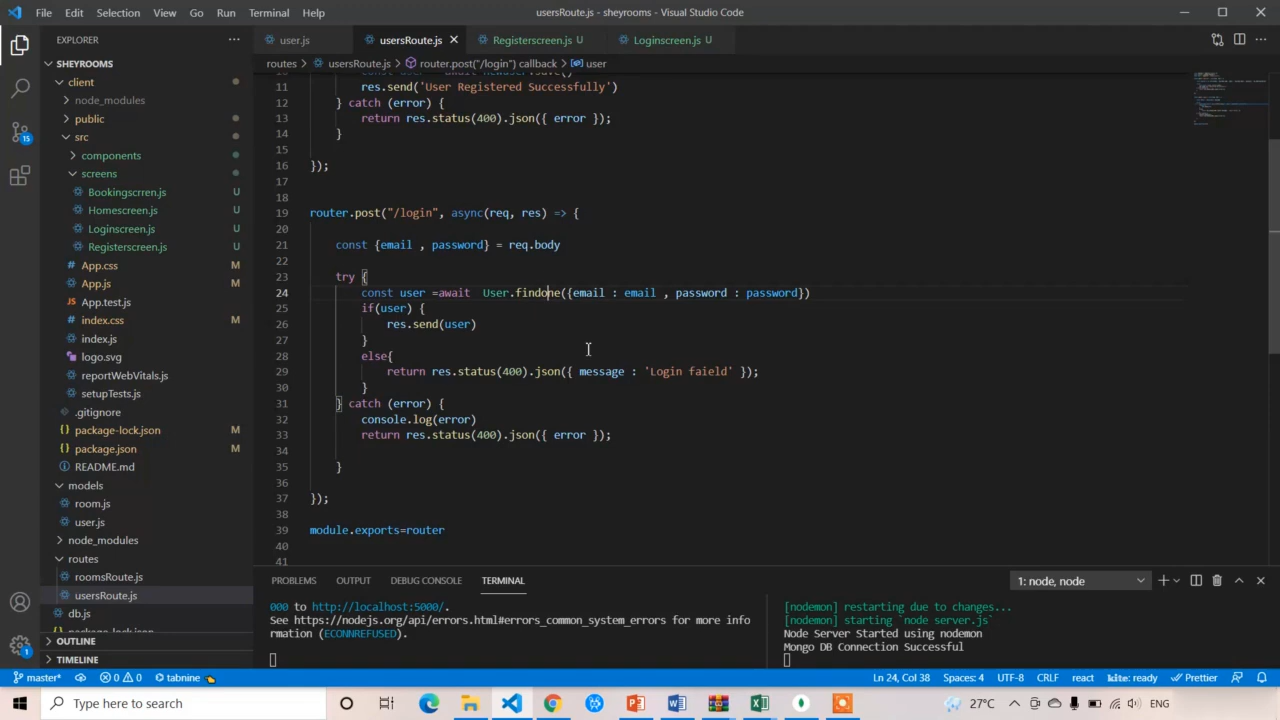 File Edit Selection View Go Run Terminal Help
usersRoute.js - sheyrooms - Visual Studio Code
EXPLORER
user.js
usersRoute.js
Registerscreen.js U
Loginscreen.js U
SHEYROOMS
routes > usersRoute.js > router.post("/login") callback > user
client
node_modules
public
src
components
screens
Bookingscrren.js U
Homescreen.js U
Loginscreen.js U
Registerscreen.js U
App.css M
App.js M
App.test.js
index.css M
index.js
logo.svg
reportWebVitals.js
setupTests.js
.gitignore
package-lock.json M
package.json M
README.md
models
room.js
user.js
node_modules
routes
roomsRoute.js
usersRoute.js
db.js
OUTLINE
TIMELINE
11 res.send('User Registered Successfully')
12 } catch (error) {
13 return res.status(400).json({ error });
14 }
15
16 });
17
18
19 router.post("/login", async(req, res) => {
20
21 const {email , password} = req.body
22
23 try {
24 const user =await  User.findone({email : email , password : password})
25 if(user) {
26 res.send(user)
27 }
28 else{
29 return res.status(400).json({ message : 'Login faield' });
30 }
31 } catch (error) {
32 console.log(error)
33 return res.status(400).json({ error });
34
35 }
36
37 });
38
39 module.exports=router
40
41
PROBLEMS OUTPUT DEBUG CONSOLE TERMINAL
1: node, node
000 to http://localhost:5000/.
See https://nodejs.org/api/errors.html#errors_common_system_errors for more info
rmation (ECONNREFUSED).
[nodemon] restarting due to changes...
[nodemon] starting `node server.js`
Node Server Started using nodemon
Mongo DB Connection Successful
15
1
master* 0 0 tabnine
Ln 24, Col 38 Spaces: 4 UTF-8 CRLF react kite: ready Prettier
Type here to search
27°C ENG